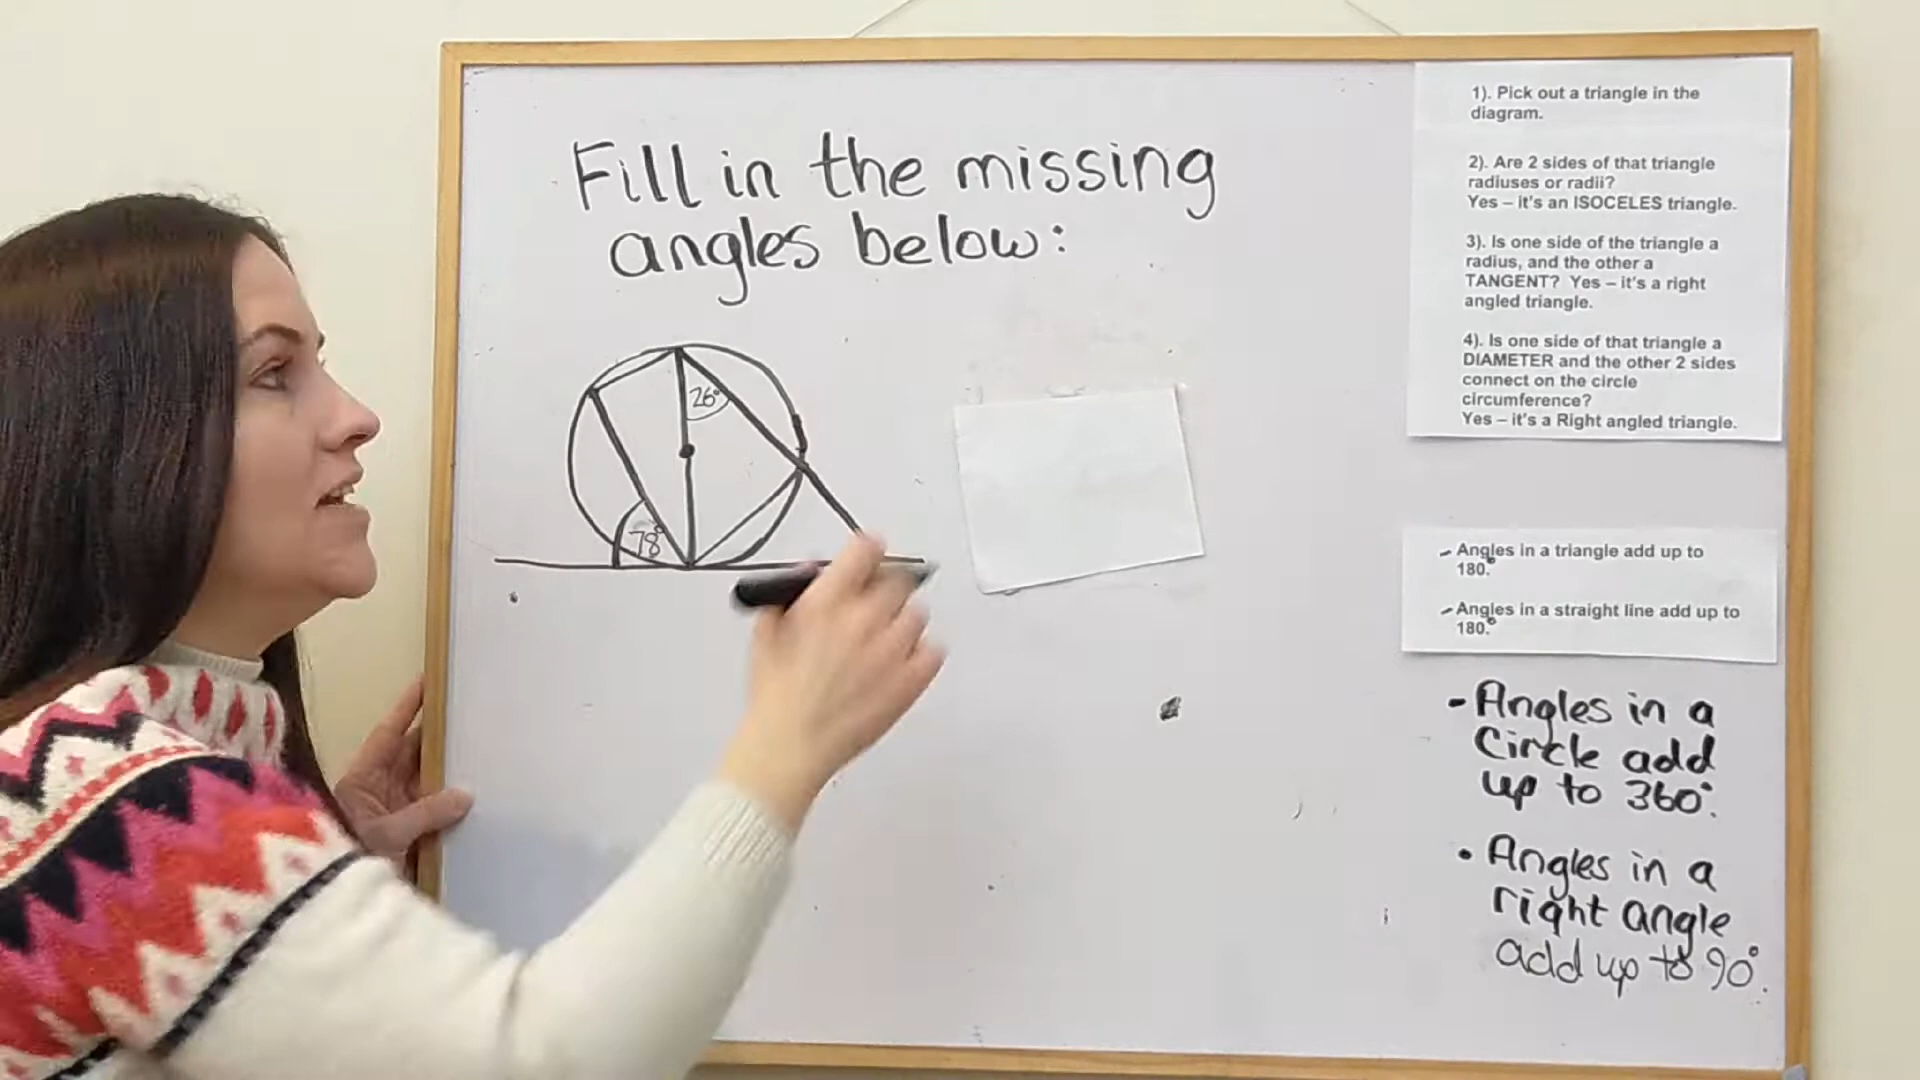 Fill in the missing
angles below:
26°
78°
1). Pick out a triangle in the
diagram.
2). Are 2 sides of that triangle
radiuses or radii?
Yes – it's an ISOCELES triangle.
3). Is one side of the triangle a
radius, and the other a
TANGENT? Yes – it's a right
angled triangle.
4). Is one side of that triangle a
DIAMETER and the other 2 sides
connect on the circle
circumference?
Yes – it's a Right angled triangle.
- Angles in a triangle add up to
180.°
- Angles in a straight line add up to
180.°
- Angles in a
Circle add
up to 360°.
• Angles in a
right angle
add up to 90°.